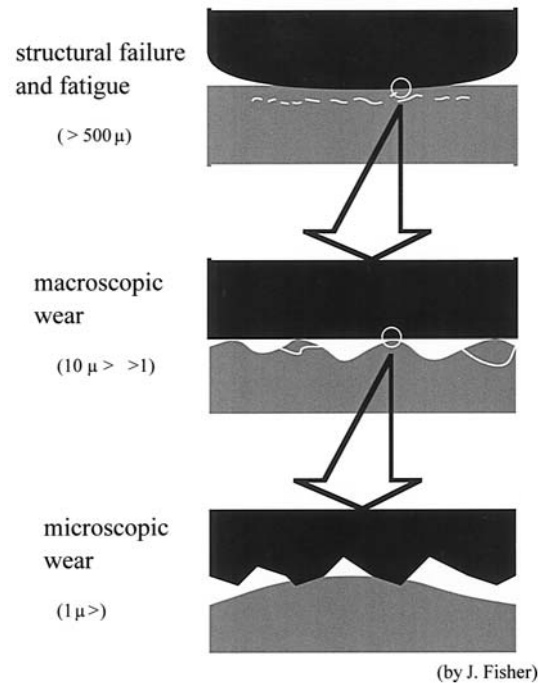 structural failure
and fatigue
( > 500 μ)
macroscopic
wear
(10 μ >  >1)
microscopic
wear
(1 μ >)
(by J. Fisher)